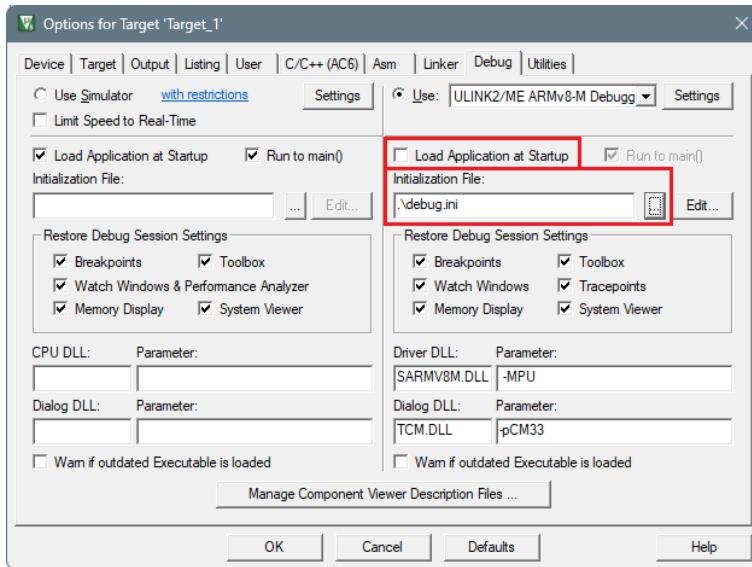 Options for Target 'Target_1'
Device Target Output Listing User C/C++ (AC6) Asm Linker Debug Utilities
Use Simulator with restrictions Settings
Use: ULINK2/ME ARMv8-M Debugg Settings
Limit Speed to Real-Time
Load Application at Startup Run to main()
Load Application at Startup Run to main()
Initialization File:
Initialization File:
... Edit...
.\debug.ini ... Edit...
Restore Debug Session Settings
Breakpoints Toolbox
Watch Windows & Performance Analyzer
Memory Display System Viewer
Restore Debug Session Settings
Breakpoints Toolbox
Watch Windows Tracepoints
Memory Display System Viewer
CPU DLL: Parameter:
Driver DLL: Parameter:
SARMV8M.DLL -MPU
Dialog DLL: Parameter:
Dialog DLL: Parameter:
TCM.DLL -pCM33
Warn if outdated Executable is loaded
Warn if outdated Executable is loaded
Manage Component Viewer Description Files ...
OK Cancel Defaults Help